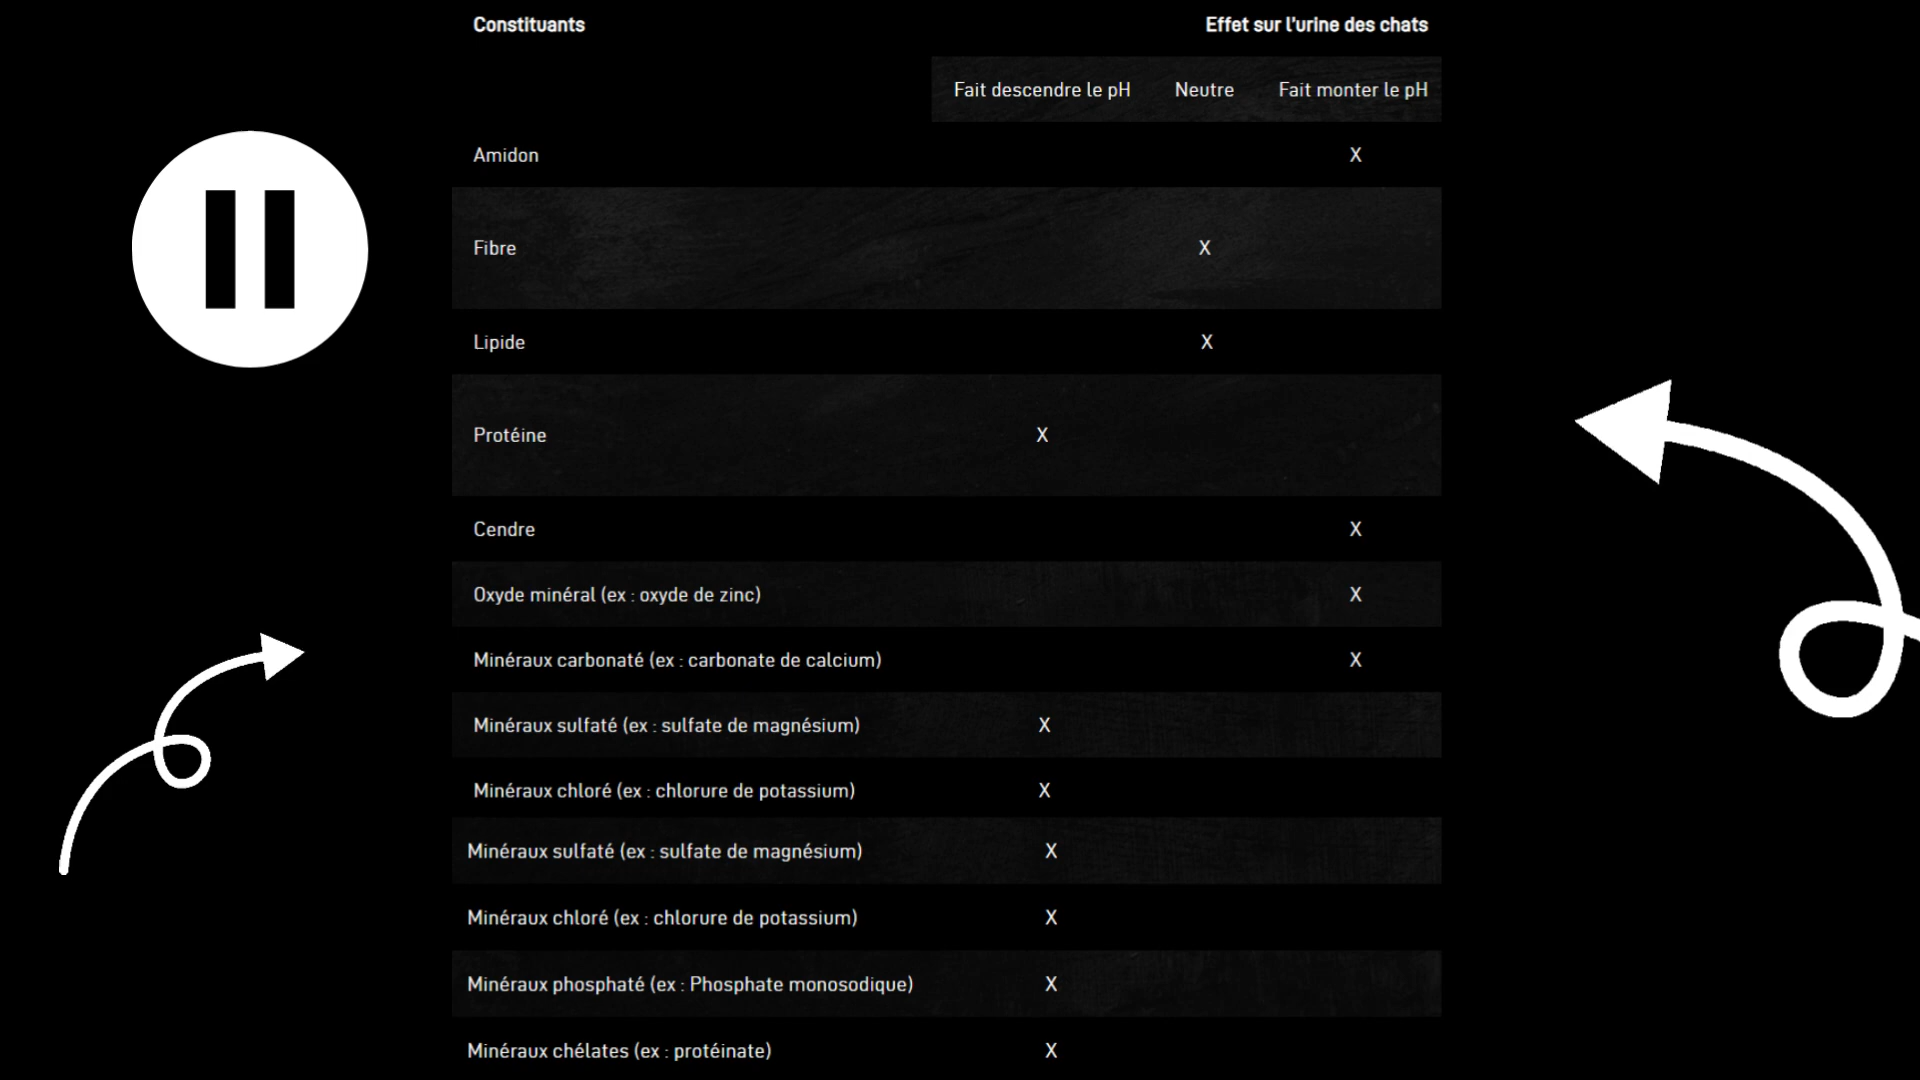 Constituants Effet sur l'urine des chats
Fait descendre le pH Neutre Fait monter le pH
Amidon X
Fibre X
Lipide X
Protéine X
Cendre X
Oxyde minéral (ex : oxyde de zinc) X
Minéraux carbonaté (ex : carbonate de calcium) X
Minéraux sulfaté (ex : sulfate de magnésium) X
Minéraux chloré (ex : chlorure de potassium) X
Minéraux sulfaté (ex : sulfate de magnésium) X
Minéraux chloré (ex : chlorure de potassium) X
Minéraux phosphaté (ex : Phosphate monosodique) X
Minéraux chélates (ex : protéinate) X